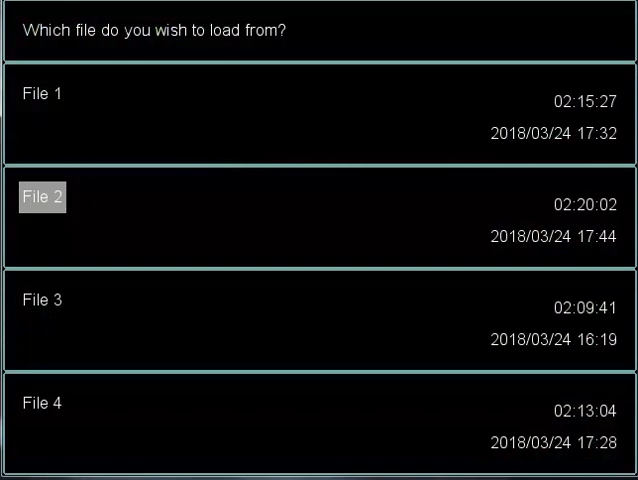 Which file do you wish to load from?
File 1
02:15:27
2018/03/24 17:32
File 2
02:20:02
2018/03/24 17:44
File 3
02:09:41
2018/03/24 16:19
File 4
02:13:04
2018/03/24 17:28